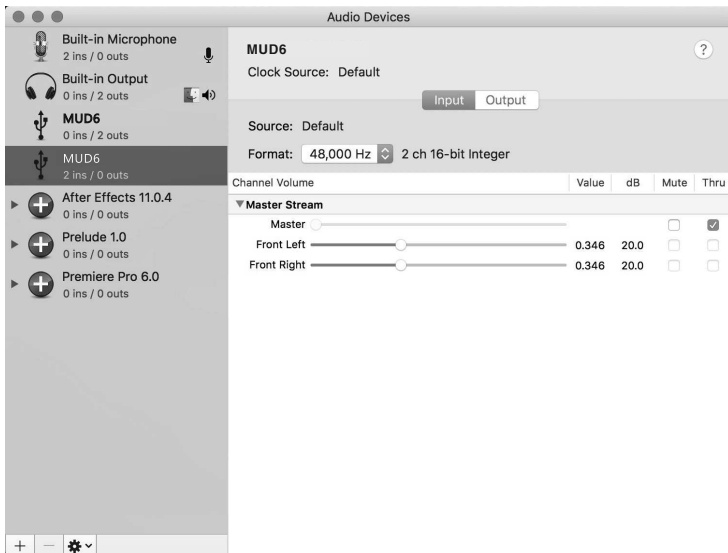 Audio Devices
Built-in Microphone
2 ins / 0 outs
Built-in Output
0 ins / 2 outs
MUD6
0 ins / 2 outs
MUD6
2 ins / 0 outs
After Effects 11.0.4
0 ins / 0 outs
Prelude 1.0
0 ins / 0 outs
Premiere Pro 6.0
0 ins / 0 outs
MUD6
?
Clock Source: Default
Input Output
Source: Default
Format: 48,000 Hz 2 ch 16-bit Integer
Channel Volume Value dB Mute Thru
Master Stream
Master
Front Left 0.346 20.0
Front Right 0.346 20.0